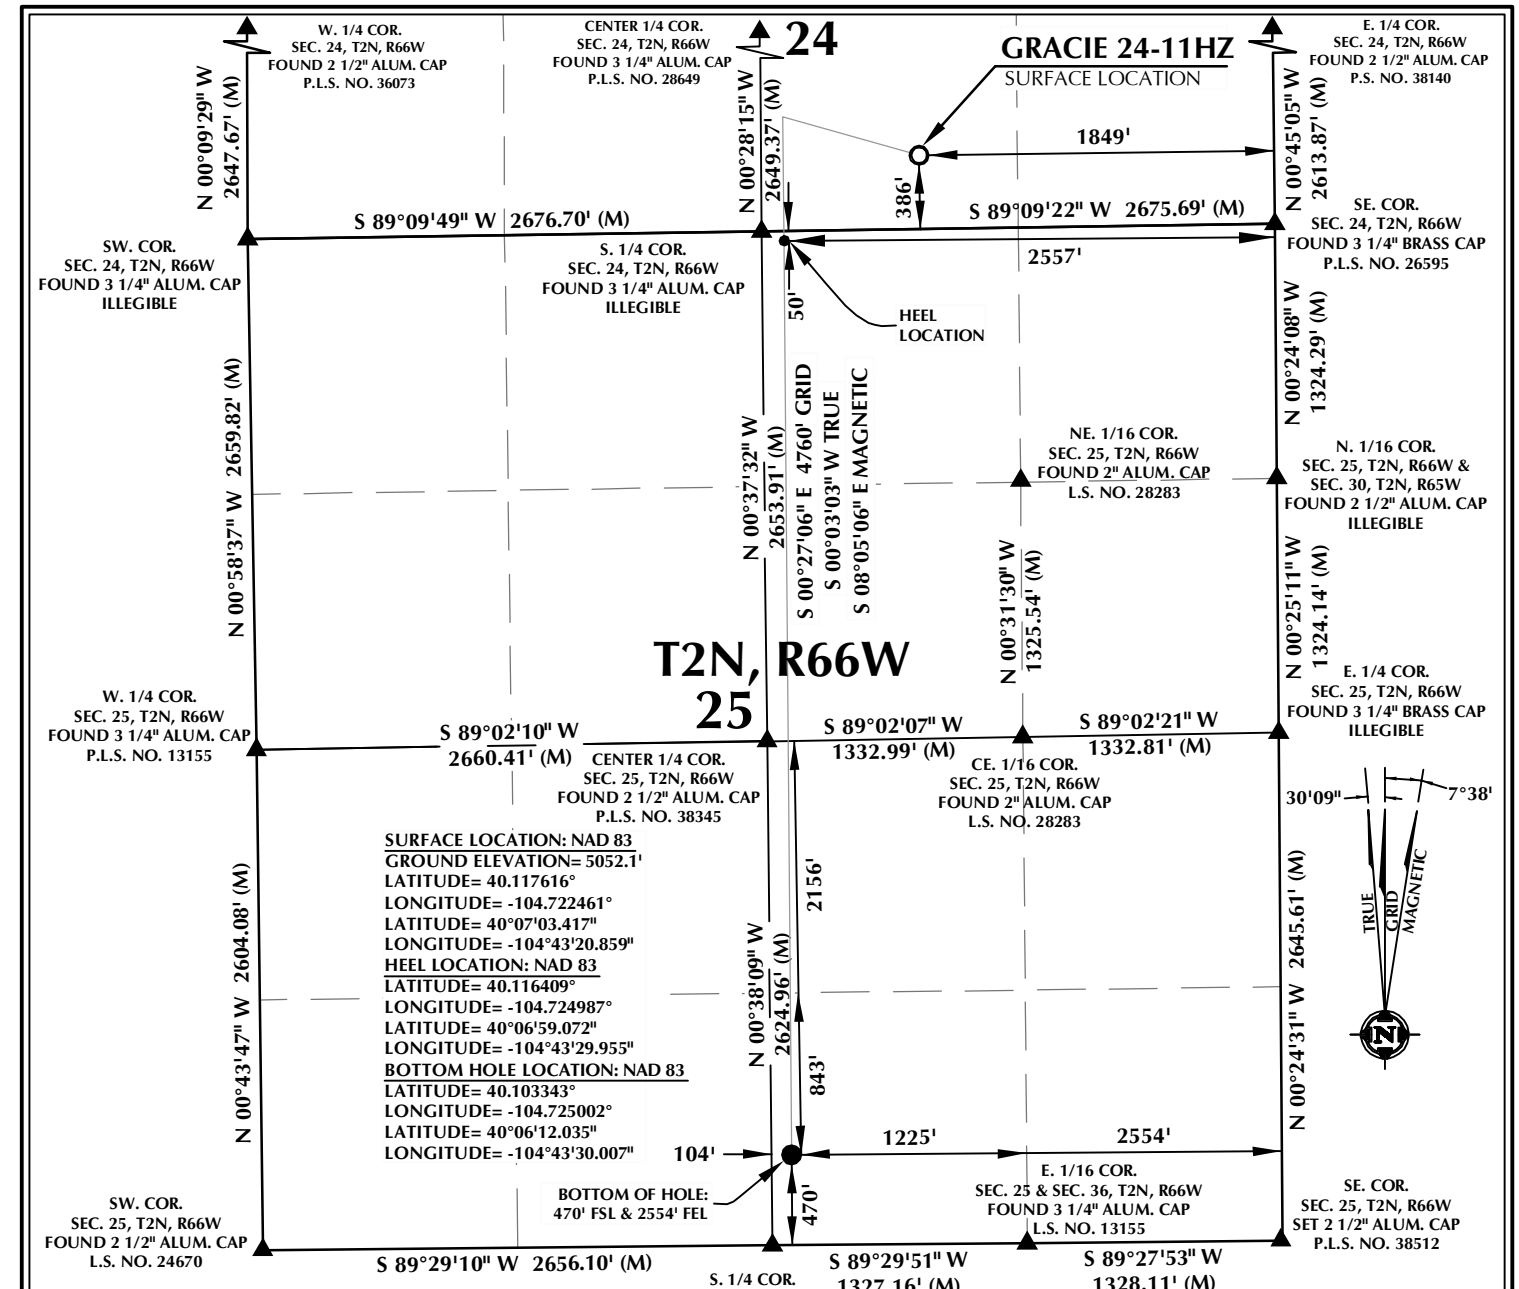 W. 1/4 COR.
SEC. 24, T2N, R66W
FOUND 2 1/2" ALUM. CAP
P.L.S. NO. 36073
CENTER 1/4 COR.
SEC. 24, T2N, R66W
FOUND 3 1/4" ALUM. CAP
P.L.S. NO. 28649
24
GRACIE 24-11HZ
SURFACE LOCATION
E. 1/4 COR.
SEC. 24, T2N, R66W
FOUND 2 1/2" ALUM. CAP
P.S. NO. 38140
N 00°09'29" W
2647.67' (M)
N 00°28'15" W
2649.37' (M)
1849'
386'
N 00°45'05" W
2613.87' (M)
S 89°09'49" W 2676.70' (M)
S 89°09'22" W 2675.69' (M)
SW. COR.
SEC. 24, T2N, R66W
FOUND 3 1/4" ALUM. CAP
ILLEGIBLE
S. 1/4 COR.
SEC. 24, T2N, R66W
FOUND 3 1/4" ALUM. CAP
ILLEGIBLE
2557'
50'
HEEL
LOCATION
SE. COR.
SEC. 24, T2N, R66W
FOUND 3 1/4" BRASS CAP
P.L.S. NO. 26595
N 00°24'08" W
1324.29' (M)
N 00°58'37" W 2659.82' (M)
N 00°37'32" W
2653.91' (M)
S 00°27'06" E 4760' GRID
S 00°03'03" W TRUE
S 08°05'06" E MAGNETIC
NE. 1/16 COR.
SEC. 25, T2N, R66W
FOUND 2" ALUM. CAP
L.S. NO. 28283
N. 1/16 COR.
SEC. 25, T2N, R66W &
SEC. 30, T2N, R65W
FOUND 2 1/2" ALUM. CAP
ILLEGIBLE
N 00°31'30" W
1325.54' (M)
N 00°25'11" W
1324.14' (M)
T2N, R66W
25
W. 1/4 COR.
SEC. 25, T2N, R66W
FOUND 3 1/4" ALUM. CAP
P.L.S. NO. 13155
S 89°02'10" W
2660.41' (M)
CENTER 1/4 COR.
SEC. 25, T2N, R66W
FOUND 2 1/2" ALUM. CAP
P.L.S. NO. 38345
S 89°02'07" W
1332.99' (M)
S 89°02'21" W
1332.81' (M)
CE. 1/16 COR.
SEC. 25, T2N, R66W
FOUND 2" ALUM. CAP
L.S. NO. 28283
E. 1/4 COR.
SEC. 25, T2N, R66W
FOUND 3 1/4" BRASS CAP
ILLEGIBLE
30'09"
7°38'
TRUE
GRID
MAGNETIC
N
SURFACE LOCATION: NAD 83
GROUND ELEVATION= 5052.1'
LATITUDE= 40.117616°
LONGITUDE= -104.722461°
LATITUDE= 40°07'03.417"
LONGITUDE= -104°43'20.859"
HEEL LOCATION: NAD 83
LATITUDE= 40.116409°
LONGITUDE= -104.724987°
LATITUDE= 40°06'59.072"
LONGITUDE= -104°43'29.955"
BOTTOM HOLE LOCATION: NAD 83
LATITUDE= 40.103343°
LONGITUDE= -104.725002°
LATITUDE= 40°06'12.035"
LONGITUDE= -104°43'30.007"
N 00°43'47" W 2604.08' (M)
N 00°38'09" W
2624.96' (M)
2156'
843'
N 00°24'31" W 2645.61' (M)
104'
1225'
2554'
470'
BOTTOM OF HOLE:
470' FSL & 2554' FEL
E. 1/16 COR.
SEC. 25 & SEC. 36, T2N, R66W
FOUND 3 1/4" ALUM. CAP
L.S. NO. 13155
SW. COR.
SEC. 25, T2N, R66W
FOUND 2 1/2" ALUM. CAP
L.S. NO. 24670
SE. COR.
SEC. 25, T2N, R66W
SET 2 1/2" ALUM. CAP
P.L.S. NO. 38512
S 89°29'10" W 2656.10' (M)
S. 1/4 COR.
S 89°29'51" W
1327.16' (M)
S 89°27'53" W
1328.11' (M)